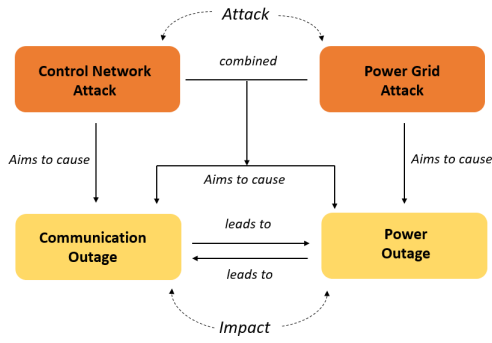 Attack
Control Network
Attack
combined
Power Grid
Attack
Aims to cause
Aims to cause
Aims to cause
Communication
Outage
leads to
leads to
Power
Outage
Impact